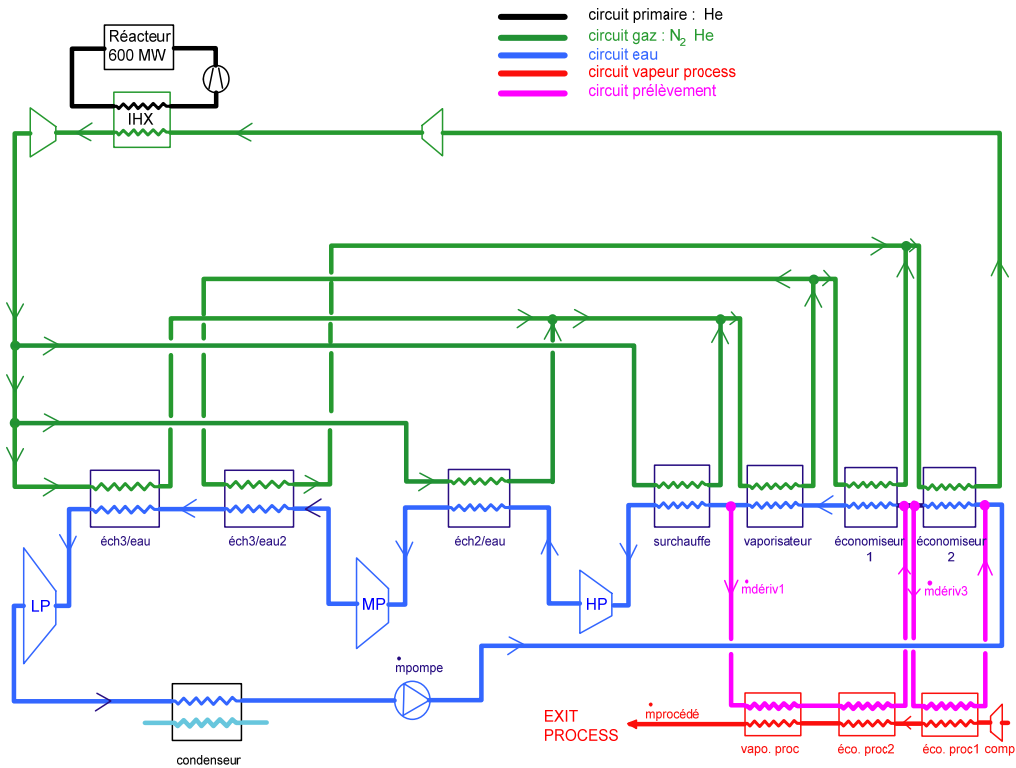 circuit primaire : He
circuit gaz : N2 He
circuit eau
circuit vapeur process
circuit prélèvement
Réacteur
600 MW
IHX
éch3/eau
éch3/eau2
éch2/eau
surchauffe
vaporisateur
économiseur
1
économiseur
2
LP
MP
HP
ṁdériv1
ṁdériv3
ṁpompe
condenseur
EXIT
PROCESS
ṁprocédé
vapo. proc
éco. proc2
éco. proc1
comp